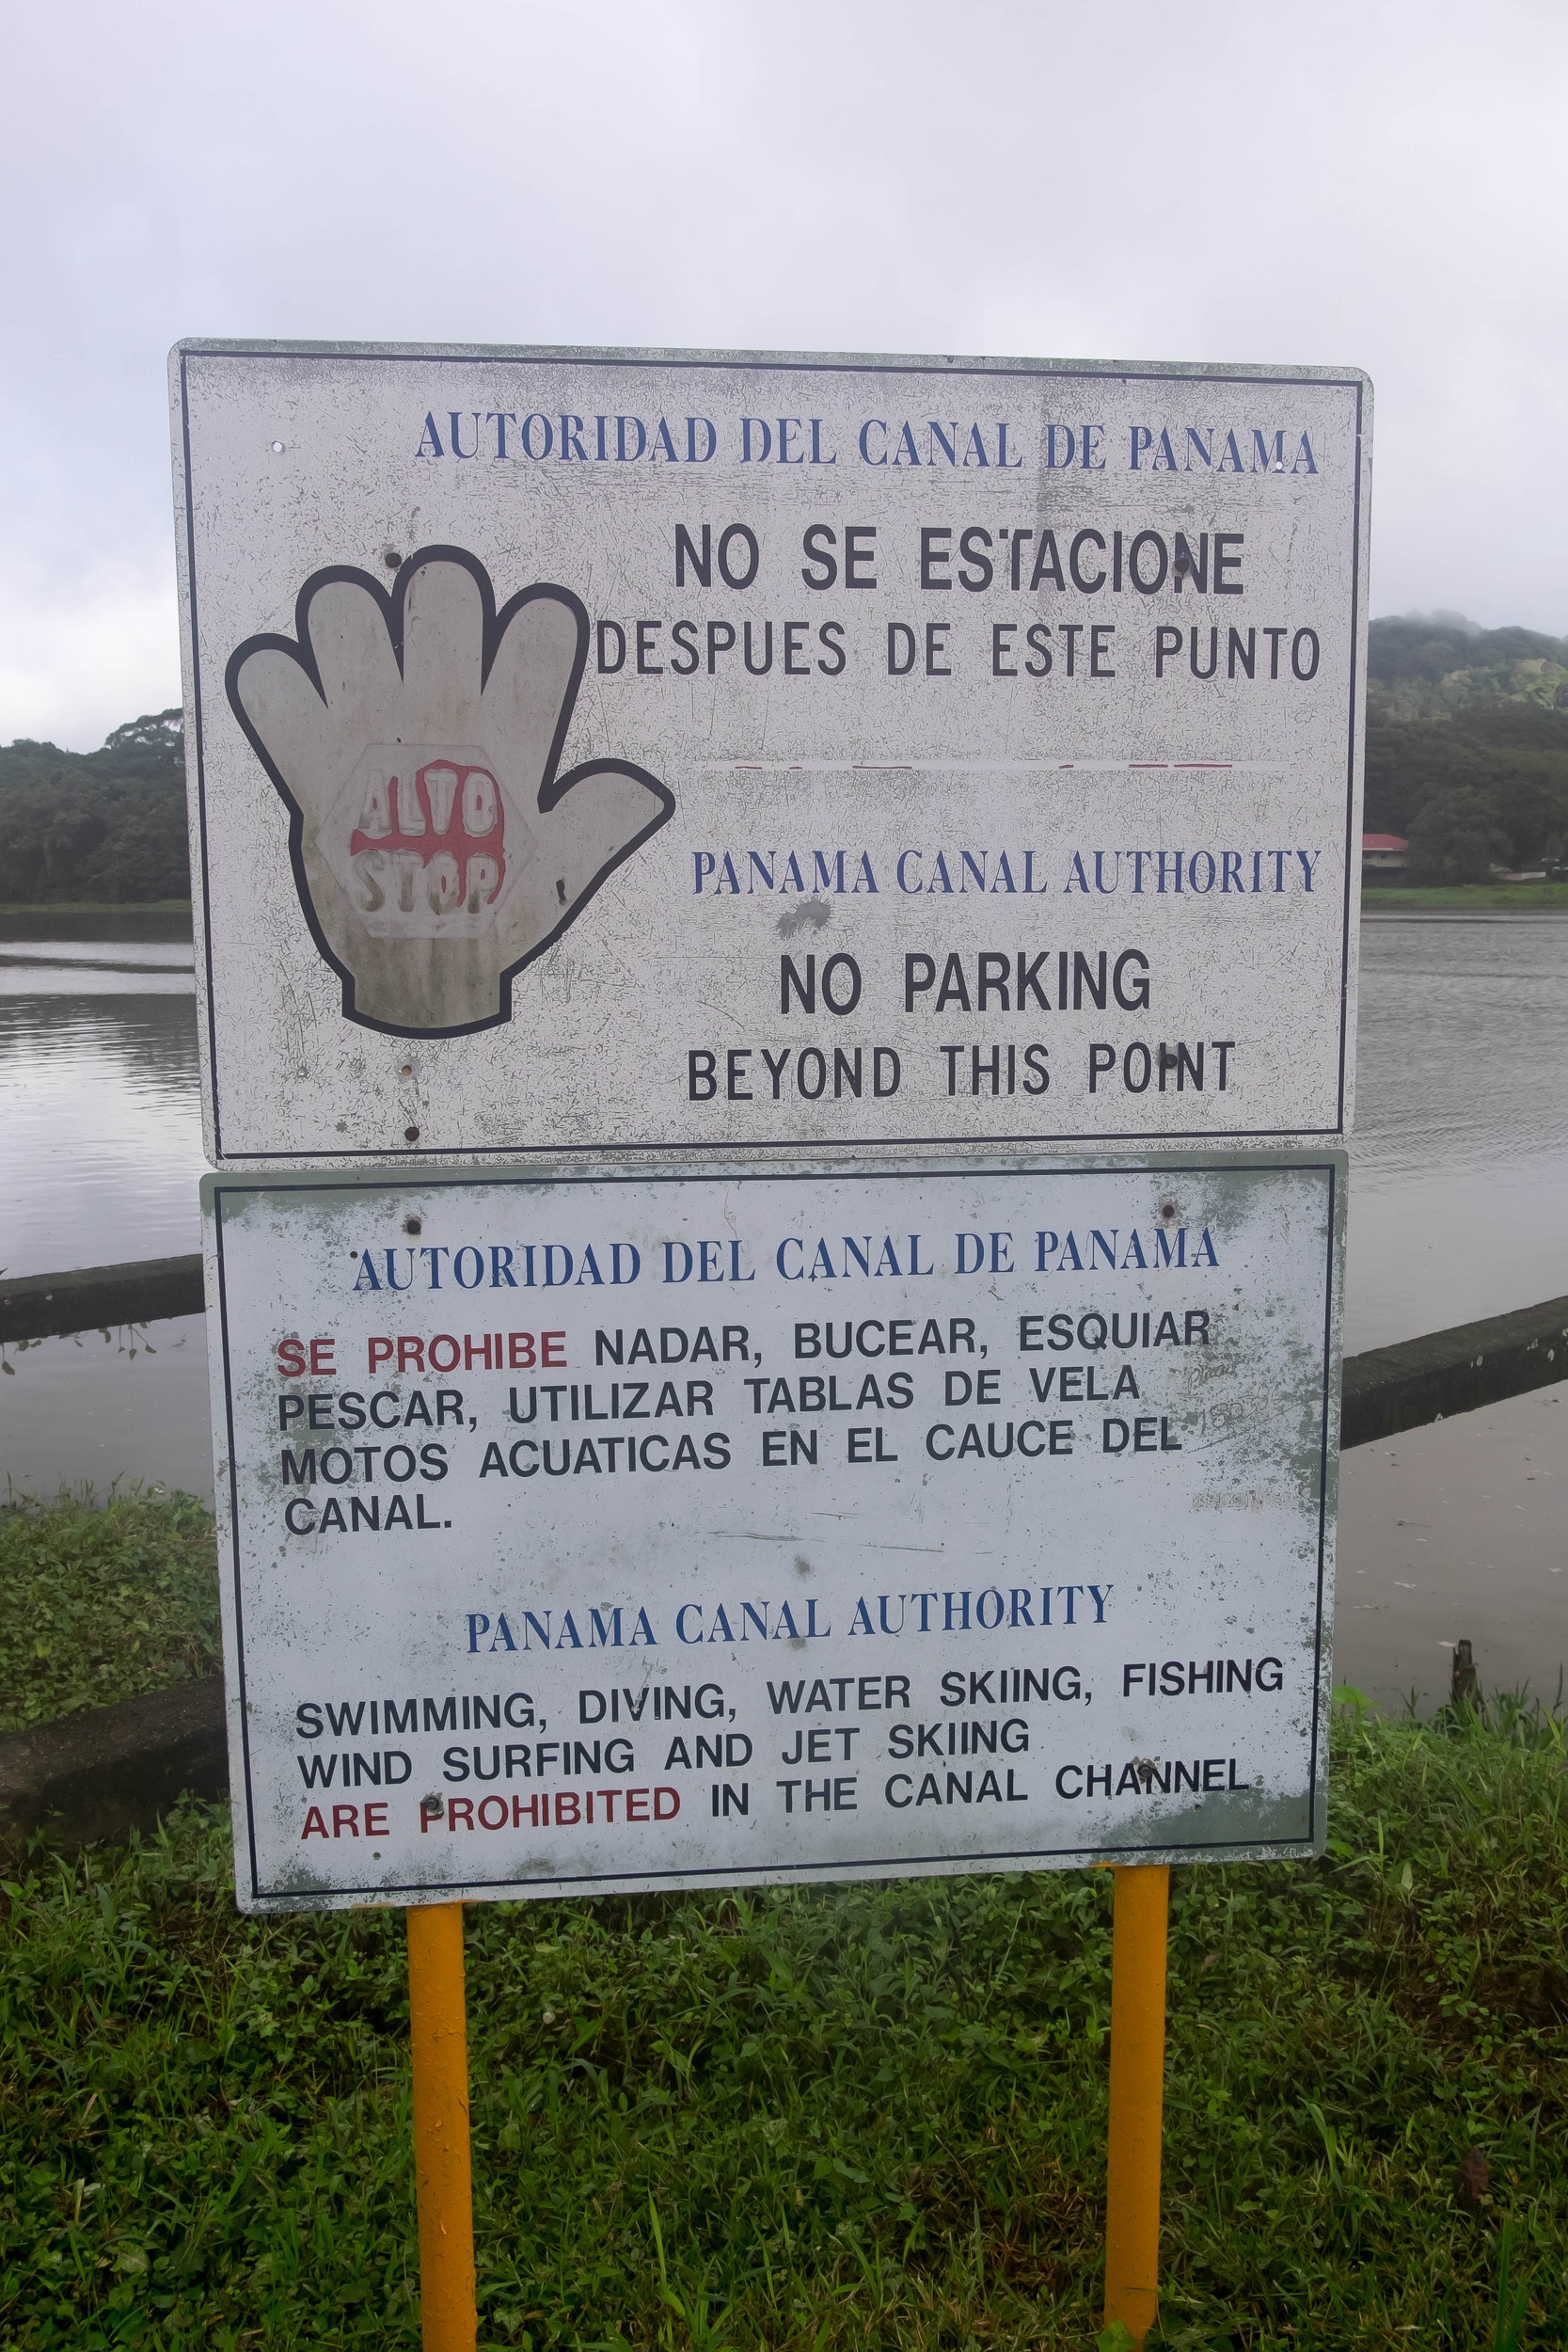 AUTORIDAD DEL CANAL DE PANAMA
NO SE ESTACIONE
DESPUES DE ESTE PUNTO
ALTO
STOP
PANAMA CANAL AUTHORITY
NO PARKING
BEYOND THIS POINT
AUTORIDAD DEL CANAL DE PANAMA
SE PROHIBE NADAR, BUCEAR, ESQUIAR
PESCAR, UTILIZAR TABLAS DE VELA
MOTOS ACUATICAS EN EL CAUCE DEL
CANAL.
PANAMA CANAL AUTHORITY
SWIMMING, DIVING, WATER SKIING, FISHING
WIND SURFING AND JET SKIING
ARE PROHIBITED IN THE CANAL CHANNEL